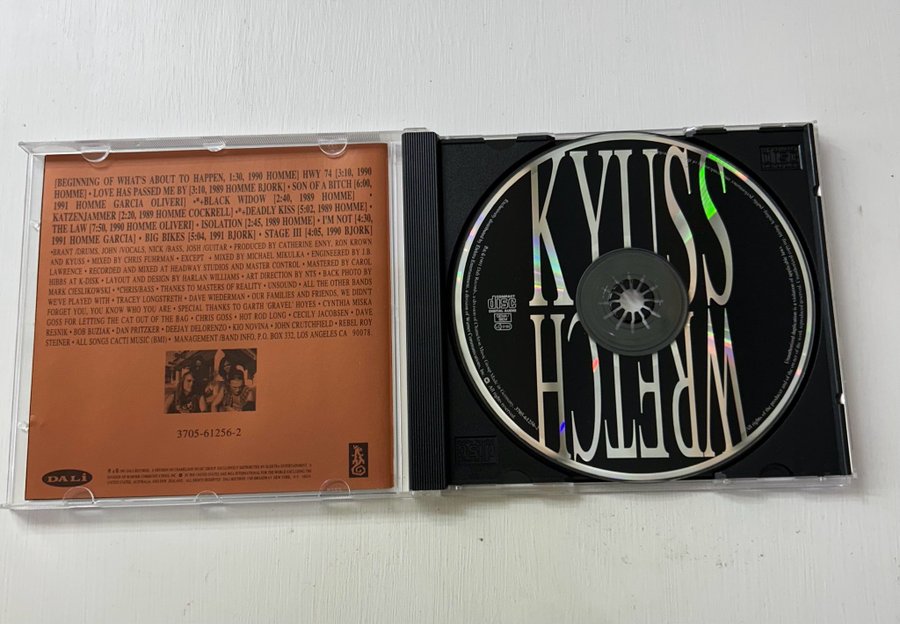 [BEGINNING OF WHAT'S ABOUT TO HAPPEN, 1:30, 1990 HOMME] HWY 74 [3:10, 1990
HOMME] • LOVE HAS PASSED ME BY [3:10, 1989 HOMME BJORK] • SON OF A BITCH [6:00,
1991 HOMME GARCIA OLIVERI] • *+BLACK WIDOW [2:40, 1989 HOMME] •
KATZENJAMMER [2:20, 1989 HOMME COCKRELL] • *+DEADLY KISS [5:02, 1989 HOMME] •
THE LAW [7:50, 1990 HOMME OLIVERI] • ISOLATION [2:45, 1989 HOMME] • I'M NOT [4:30,
1991 HOMME GARCIA] • BIG BIKES [5:04, 1991 BJORK] • STAGE III [4:05, 1990 BJORK]
•BRANT /DRUMS, JOHN /VOCALS, NICK /BASS, JOSH /GUITAR • PRODUCED BY CATHERINE ENNY, RON KROWN
AND KYUSS • MIXED BY CHRIS FUHRMAN • EXCEPT + MIXED BY MICHAEL MIKULKA • ENGINEERED BY J.B.
LAWRENCE • RECORDED AND MIXED AT HEADWAY STUDIOS AND MASTER CONTROL • MASTERED BY CAROL
HIBBS AT K-DISK • LAYOUT AND DESIGN BY HARLAN WILLIAMS • ART DIRECTION BY NTS • BACK PHOTO BY
MARK CIESLIKOWSKI • *CHRIS/BASS • THANKS TO MASTERS OF REALITY • UNSOUND • ALL THE OTHER BANDS
WE'VE PLAYED WITH • TRACEY LONGSTRETH • DAVE WIEDERMAN • OUR FAMILIES AND FRIENDS, WE DIDN'T
FORGET YOU, YOU KNOW WHO YOU ARE • SPECIAL THANKS TO GARTH GRAVEL HOYES • CYNTHIA MISKA
GOSS FOR LETTING THE CAT OUT OF THE BAG • CHRIS GOSS • HOT ROD LONG • CECILY JACOBSEN • DAVE
RESNIK • BOB BUZIAK • DAN PRITZKER • DEEJAY DELORENZO • KIO NOVINA • JOHN CRUTCHFIELD • REBEL ROY
STEINER • ALL SONGS CACTI MUSIC (BMI) • MANAGEMENT /BAND INFO, P.O. BOX 332, LOS ANGELES CA 90078.
3705-61256-2
DALI
KYUSS
WRETCH
COMPACT
disc
DIGITAL AUDIO